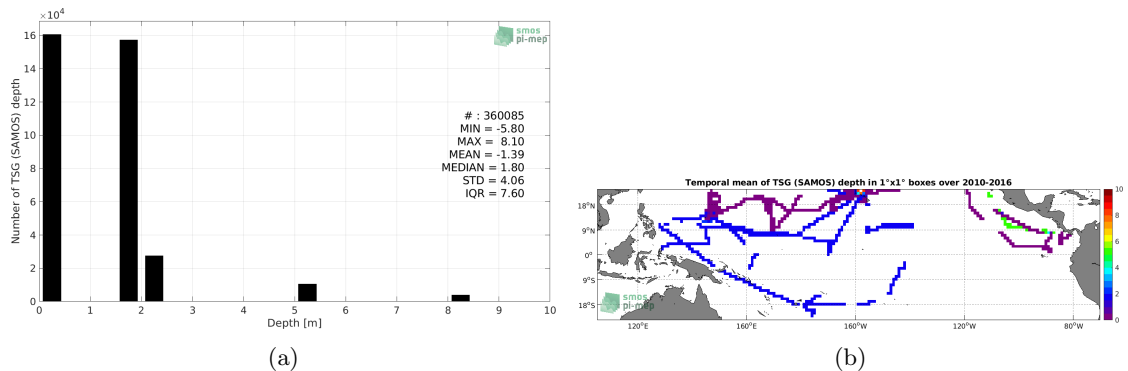 ×10⁴
16
14
12
10
8
6
4
2
0
Number of TSG (SAMOS) depth
0 1 2 3 4 5 6 7 8 9 10
Depth [m]
smos
pi-mep
# : 360085
MIN = -5.80
MAX = 8.10
MEAN = -1.39
MEDIAN = 1.80
STD = 4.06
IQR = 7.60
(a)
Temporal mean of TSG (SAMOS) depth in 1°x1° boxes over 2010-2016
18°N
9°N
0°
9°S
18°S
120°E 160°E 160°W 120°W 80°W
10
8
6
4
2
0
smos
pi-mep
(b)